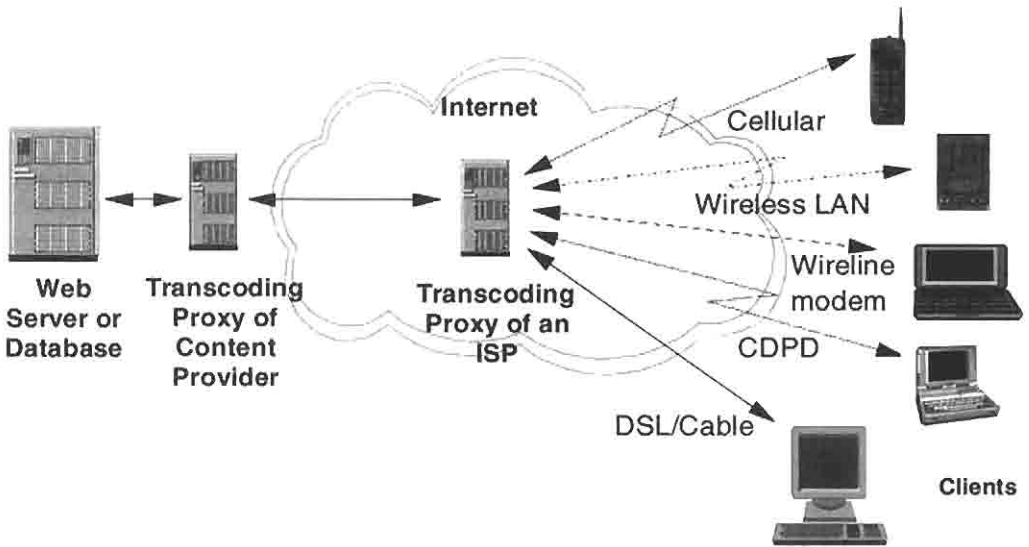 Internet
Cellular
Wireless LAN
Wireline
modem
CDPD
DSL/Cable
Clients
Web
Server or
Database
Transcoding
Proxy of
Content
Provider
Transcoding
Proxy of an
ISP